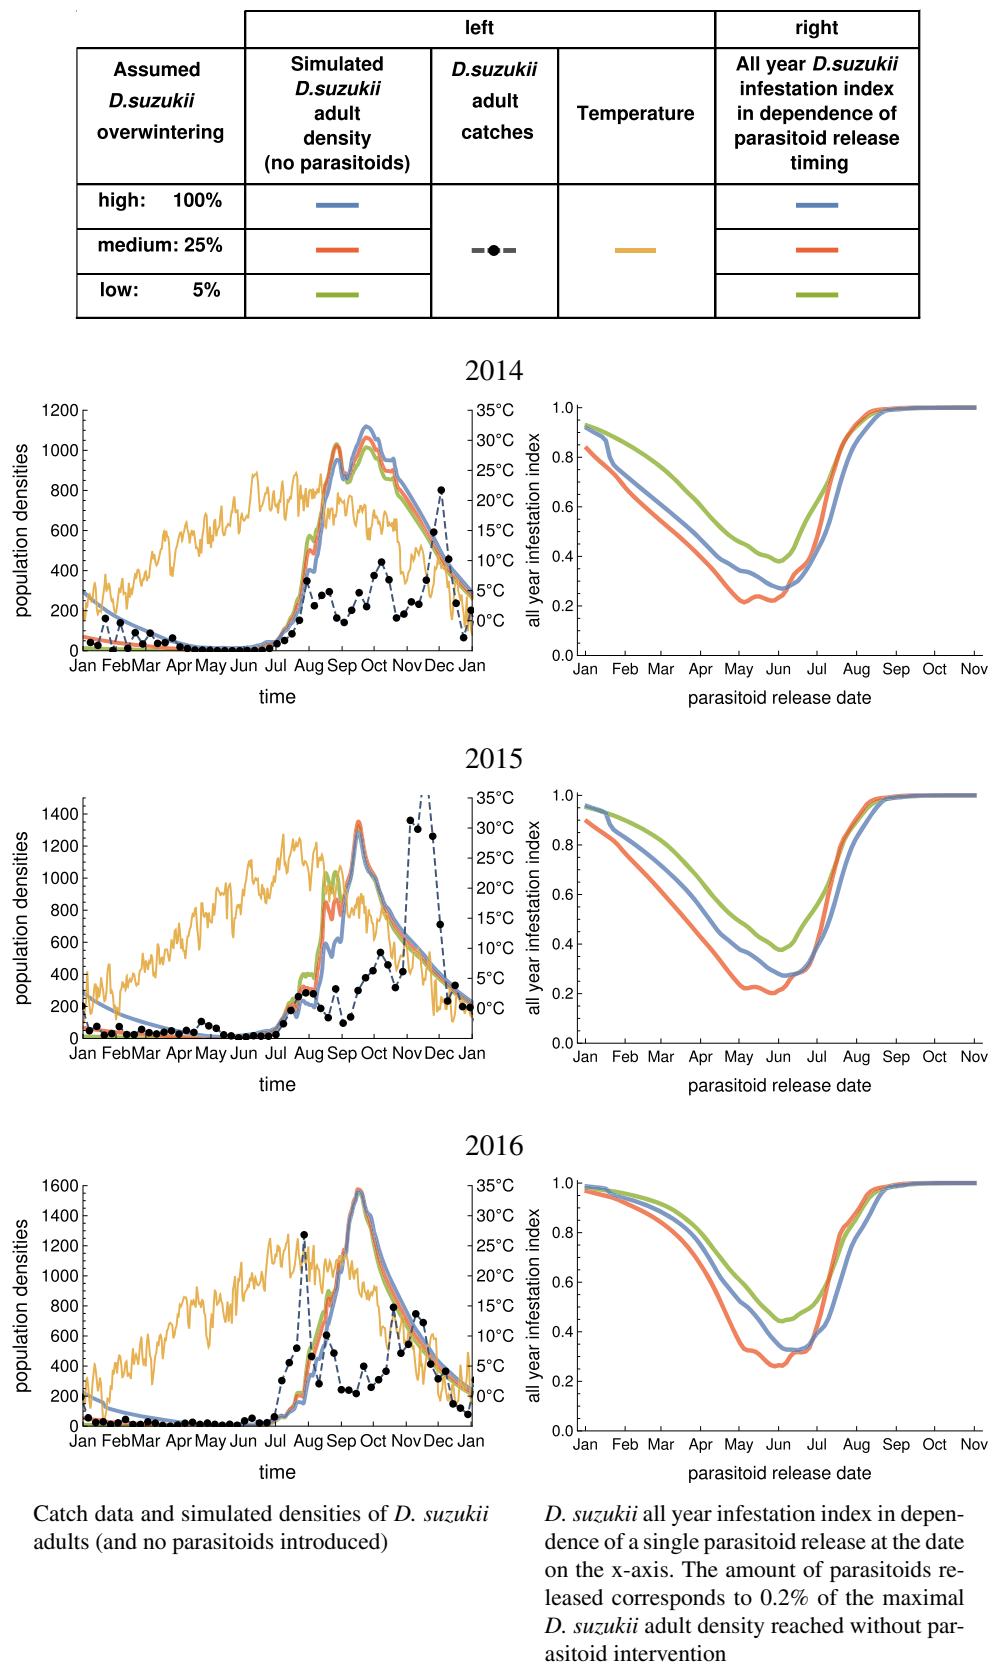 left right
Assumed
D.suzukii
overwintering
Simulated
D.suzukii
adult
density
(no parasitoids)
D.suzukii
adult
catches
Temperature
All year D.suzukii
infestation index
in dependence of
parasitoid release
timing
high: 100%
medium: 25%
low: 5%
2014
population densities
1200
1000
800
600
400
200
0
35°C
30°C
25°C
20°C
15°C
10°C
5°C
0°C
Jan Feb Mar Apr May Jun Jul Aug Sep Oct Nov Dec Jan
time
all year infestation index
1.0
0.8
0.6
0.4
0.2
0.0
Jan Feb Mar Apr May Jun Jul Aug Sep Oct Nov
parasitoid release date
2015
population densities
1400
1200
1000
800
600
400
200
0
35°C
30°C
25°C
20°C
15°C
10°C
5°C
0°C
Jan Feb Mar Apr May Jun Jul Aug Sep Oct Nov Dec Jan
time
all year infestation index
1.0
0.8
0.6
0.4
0.2
0.0
Jan Feb Mar Apr May Jun Jul Aug Sep Oct Nov
parasitoid release date
2016
population densities
1600
1400
1200
1000
800
600
400
200
0
35°C
30°C
25°C
20°C
15°C
10°C
5°C
0°C
Jan Feb Mar Apr May Jun Jul Aug Sep Oct Nov Dec Jan
time
all year infestation index
1.0
0.8
0.6
0.4
0.2
0.0
Jan Feb Mar Apr May Jun Jul Aug Sep Oct Nov
parasitoid release date
Catch data and simulated densities of D. suzukii
adults (and no parasitoids introduced)
D. suzukii all year infestation index in depen-
dence of a single parasitoid release at the date
on the x-axis. The amount of parasitoids re-
leased corresponds to 0.2% of the maximal
D. suzukii adult density reached without par-
asitoid intervention